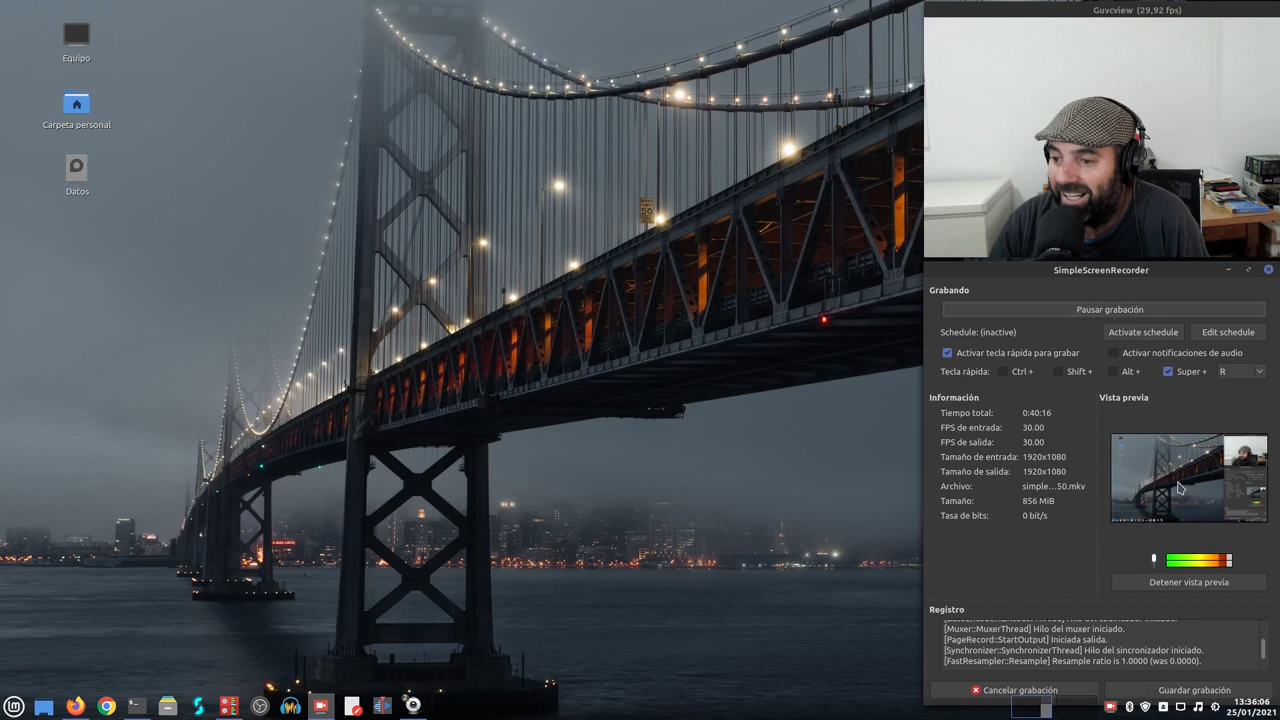 Equipo
Carpeta personal
Datos
Guvcview (29,92 fps)
SimpleScreenRecorder
Grabando
Pausar grabación
Schedule: (inactive)
Activate schedule
Edit schedule
Activar tecla rápida para grabar
Activar notificaciones de audio
Tecla rápida:
Ctrl +
Shift +
Alt +
Super +
R
Información
Vista previa
Tiempo total: 0:40:16
FPS de entrada: 30.00
FPS de salida: 30.00
Tamaño de entrada: 1920x1080
Tamaño de salida: 1920x1080
Archivo: simple...50.mkv
Tamaño: 856 MiB
Tasa de bits: 0 bit/s
Detener vista previa
Registro
[Muxer::MuxerThread] Hilo del muxer iniciado.
[PageRecord::StartOutput] Iniciada salida.
[Synchronizer::SynchronizerThread] Hilo del sincronizador iniciado.
[FastResampler::Resample] Resample ratio is 1.0000 (was 0.0000).
Cancelar grabación
Guardar grabación
13:36:06
25/01/2021